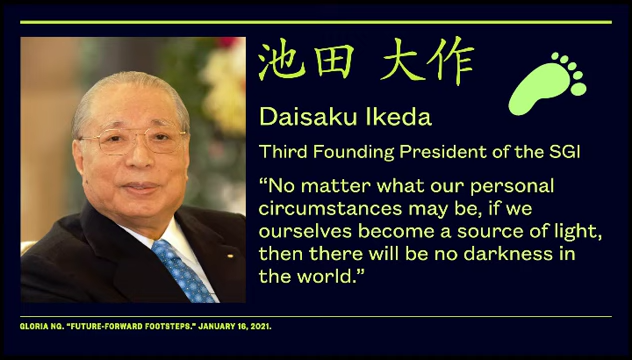 池田 大作
Daisaku Ikeda
Third Founding President of the SGI
“No matter what our personal
circumstances may be, if we
ourselves become a source of light,
then there will be no darkness in
the world.”
GLORIA NG. "FUTURE-FORWARD FOOTSTEPS." JANUARY 16, 2021.